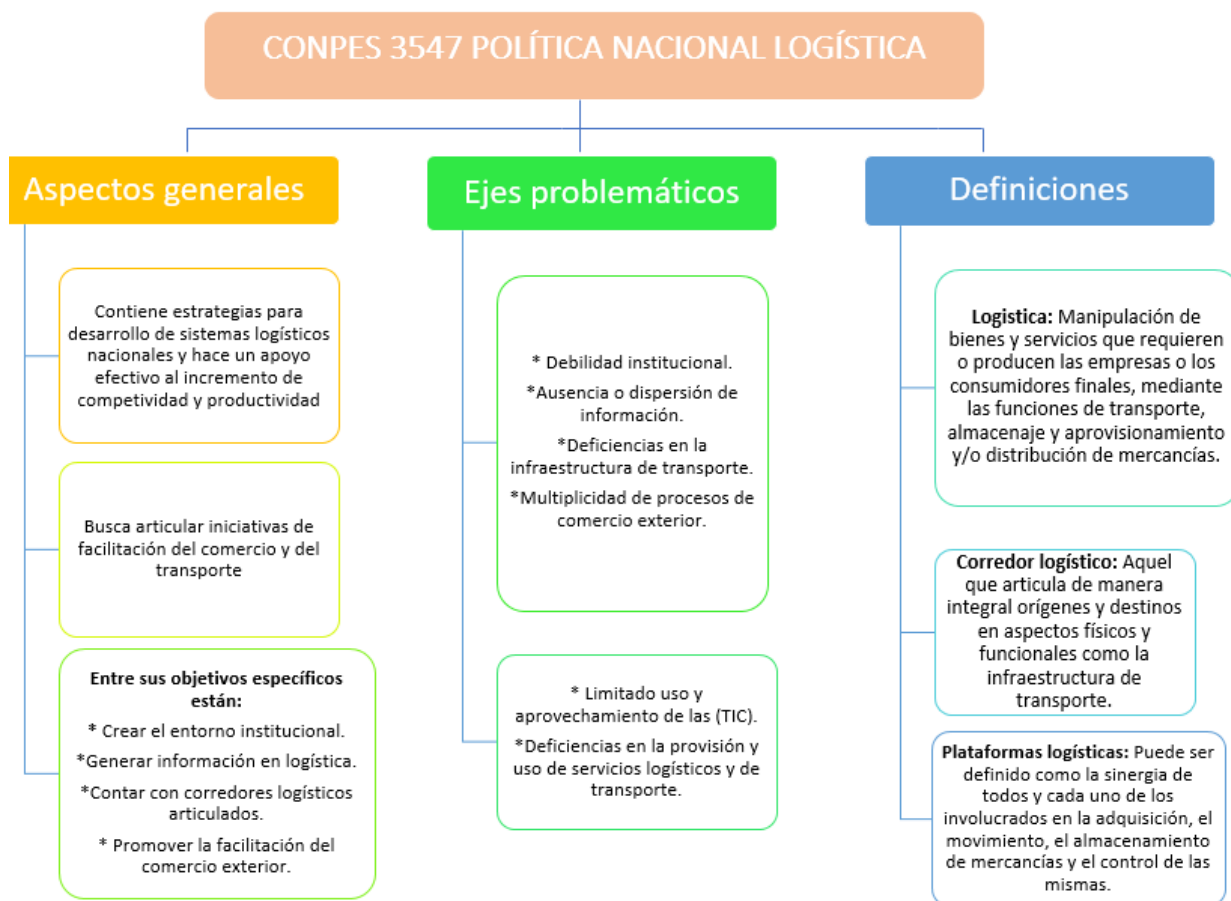 CONPES 3547 POLÍTICA NACIONAL LOGÍSTICA
Aspectos generales
Contiene estrategias para
desarrollo de sistemas logísticos
nacionales y hace un apoyo
efectivo al incremento de
competividad y productividad
Busca articular iniciativas de
facilitación del comercio y del
transporte
Entre sus objetivos específicos
están:
* Crear el entorno institucional.
*Generar información en logística.
*Contar con corredores logísticos
articulados.
* Promover la facilitación del
comercio exterior.
Ejes problemáticos
* Debilidad institucional.
*Ausencia o dispersión de
información.
*Deficiencias en la
infraestructura de transporte.
*Multiplicidad de procesos de
comercio exterior.
* Limitado uso y
aprovechamiento de las (TIC).
*Deficiencias en la provisión y
uso de servicios logísticos y de
transporte.
Definiciones
Logistica: Manipulación de
bienes y servicios que requieren
o producen las empresas o los
consumidores finales, mediante
las funciones de transporte,
almacenaje y aprovisionamiento
y/o distribución de mercancías.
Corredor logístico: Aquel
que articula de manera
integral orígenes y destinos
en aspectos físicos y
funcionales como la
infraestructura de
transporte.
Plataformas logísticas: Puede ser
definido como la sinergia de
todos y cada uno de los
involucrados en la adquisición, el
movimiento, el almacenamiento
de mercancías y el control de las
mismas.